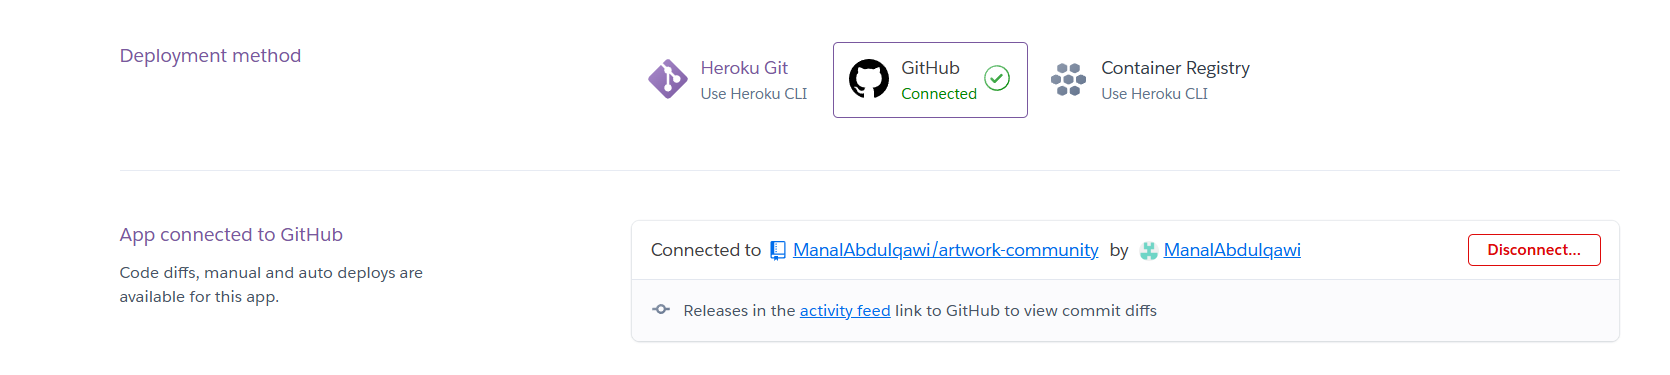 Deployment method
Heroku Git
Use Heroku CLI
GitHub
Connected
Container Registry
Use Heroku CLI
App connected to GitHub
Code diffs, manual and auto deploys are
available for this app.
Connected to ManalAbdulqawi/artwork-community by ManalAbdulqawi
Disconnect...
Releases in the activity feed link to GitHub to view commit diffs